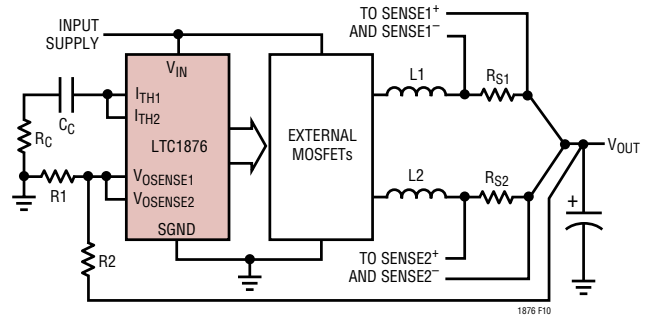 INPUT
SUPPLY
TO SENSE1+
AND SENSE1–
VIN
ITH1
ITH2
LTC1876
VOSENSE1
VOSENSE2
SGND
CC
RC
R1
R2
EXTERNAL
MOSFETs
L1
RS1
VOUT
L2
RS2
+
TO SENSE2+
AND SENSE2–
1876 F10